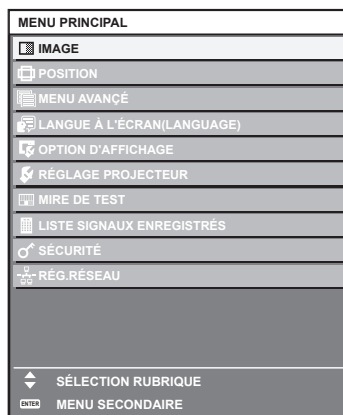 MENU PRINCIPAL
IMAGE
POSITION
MENU AVANÇÉ
LANGUE À L'ÉCRAN(LANGUAGE)
OPTION D'AFFICHAGE
RÉGLAGE PROJECTEUR
MIRE DE TEST
LISTE SIGNAUX ENREGISTRÉS
SÉCURITÉ
RÉG.RÉSEAU
SÉLECTION RUBRIQUE
ENTER MENU SECONDAIRE